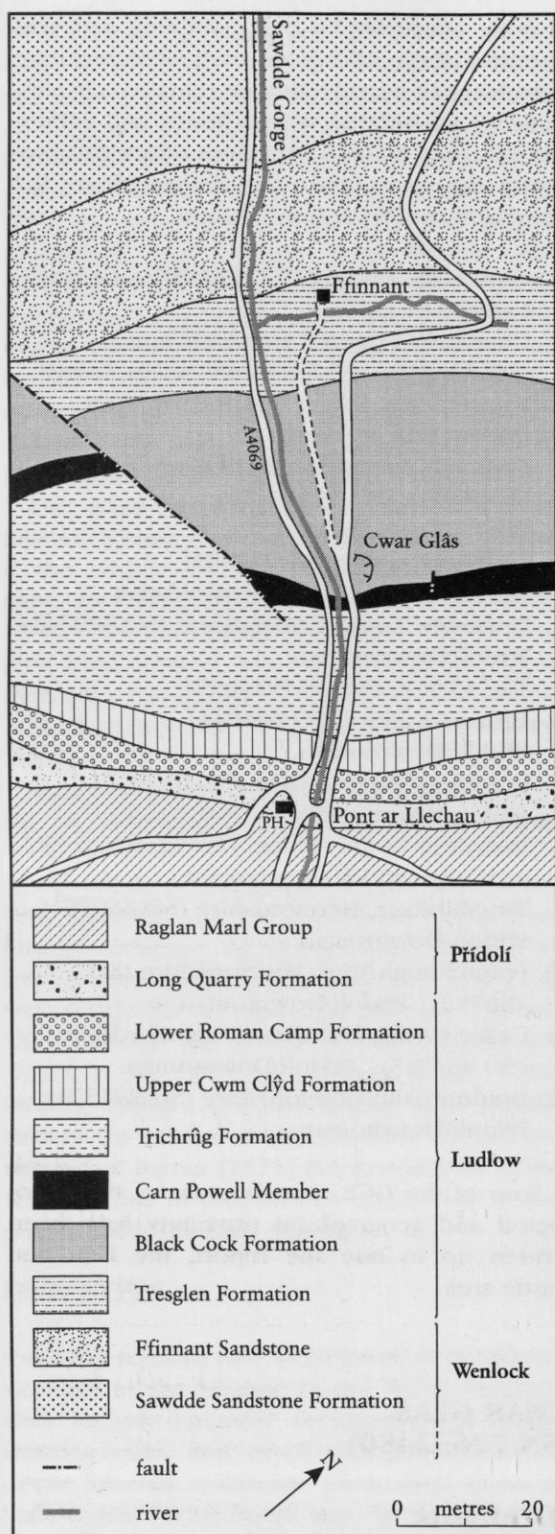 Sawdde Gorge
Ffinnant
A4069
Cwar Glâs
PH
Pont ar Llechau
Raglan Marl Group
Přídolí
Long Quarry Formation
Lower Roman Camp Formation
Upper Cwm Clŷd Formation
Trichrûg Formation
Ludlow
Carn Powell Member
Black Cock Formation
Tresglen Formation
Ffinnant Sandstone
Wenlock
Sawdde Sandstone Formation
fault
N
river
0 metres 20